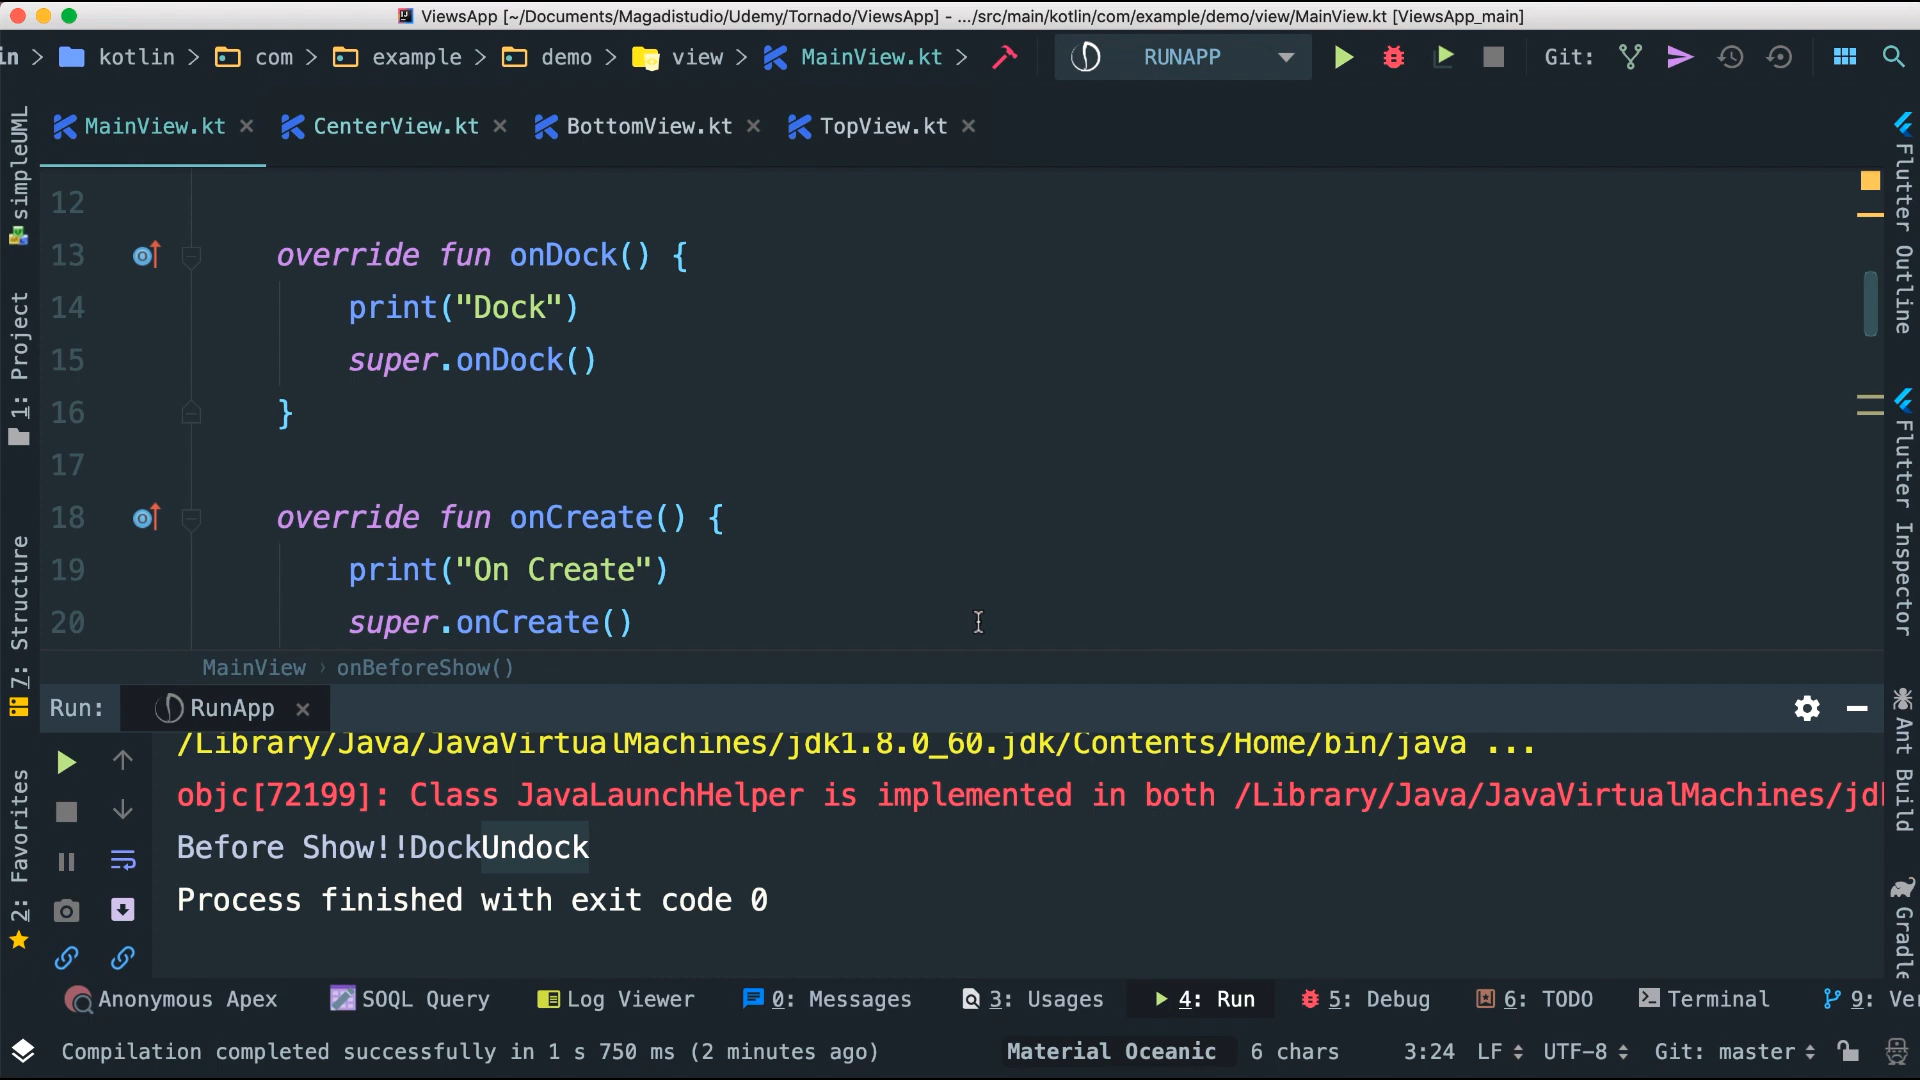 ViewsApp [~/Documents/Magadistudio/Udemy/Tornado/ViewsApp] - .../src/main/kotlin/com/example/demo/view/MainView.kt [ViewsApp_main]
in > kotlin > com > example > demo > view > MainView.kt > RUNAPP Git:
MainView.kt × CenterView.kt × BottomView.kt × TopView.kt ×
12
13 override fun onDock() {
14 print("Dock")
15 super.onDock()
16 }
17
18 override fun onCreate() {
19 print("On Create")
20 super.onCreate()
MainView › onBeforeShow()
Run: RunApp ×
/Library/Java/JavaVirtualMachines/jdk1.8.0_60.jdk/Contents/Home/bin/java ...
objc[72199]: Class JavaLaunchHelper is implemented in both /Library/Java/JavaVirtualMachines/jd
Before Show!!DockUndock
Process finished with exit code 0
simpleUML
1: Project
7: Structure
2: Favorites
Flutter Outline
Flutter Inspector
Ant Build
Gradle
Anonymous Apex SOQL Query Log Viewer 0: Messages 3: Usages 4: Run 5: Debug 6: TODO Terminal 9: Ve
Compilation completed successfully in 1 s 750 ms (2 minutes ago) Material Oceanic 6 chars 3:24 LF UTF-8 Git: master